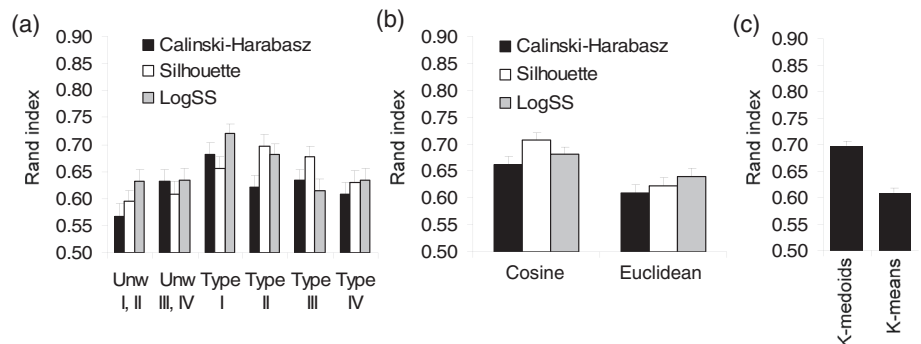 (a)
Rand index
0.90
0.85
0.80
0.75
0.70
0.65
0.60
0.55
0.50
Calinski-Harabasz
Silhouette
LogSS
Unw Unw Type Type Type Type
I, II III, IV I II III IV
(b)
Rand index
0.90
0.85
0.80
0.75
0.70
0.65
0.60
0.55
0.50
Calinski-Harabasz
Silhouette
LogSS
Cosine Euclidean
(c)
Rand index
0.90
0.85
0.80
0.75
0.70
0.65
0.60
0.55
0.50
K-medoids
K-means